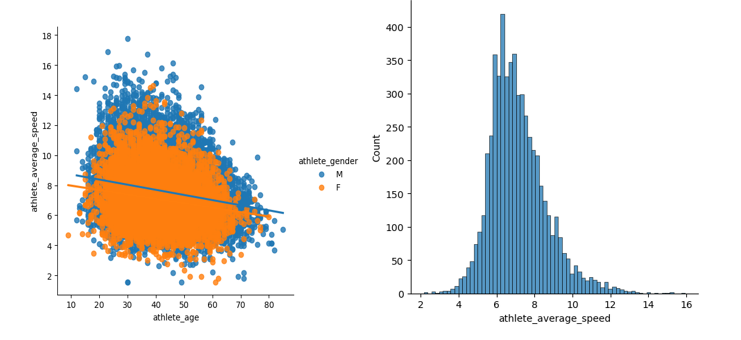 18
16
14
12
10
8
6
4
2
athlete_average_speed
10 20 30 40 50 60 70 80
athlete_age
athlete_gender
M
F
400
350
300
250
200
150
100
50
0
Count
2 4 6 8 10 12 14 16
athlete_average_speed